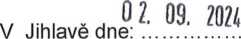 02. 09. 2024
V Jihlavě dne: ……………